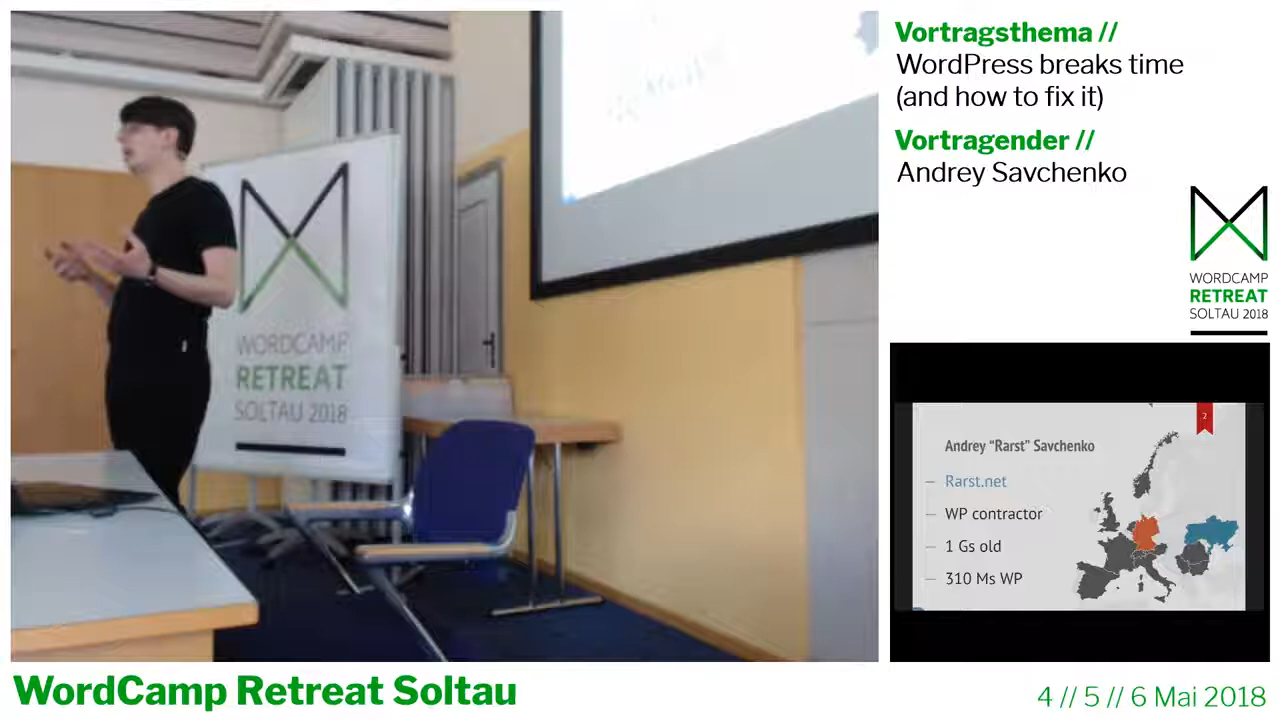 Vortragsthema //
WordPress breaks time
(and how to fix it)
Vortragender //
Andrey Savchenko
WORDCAMP
RETREAT
SOLTAU 2018
WORDCAMP
RETREAT
SOLTAU 2018
2
Andrey “Rarst” Savchenko
— Rarst.net
— WP contractor
— 1 Gs old
— 310 Ms WP
WordCamp Retreat Soltau
4 // 5 // 6 Mai 2018